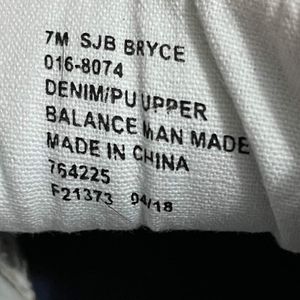 7M SJB BRYCE
016-8074
DENIM/PU UPPER
BALANCE MAN MADE
MADE IN CHINA
764225
F21373 04/18